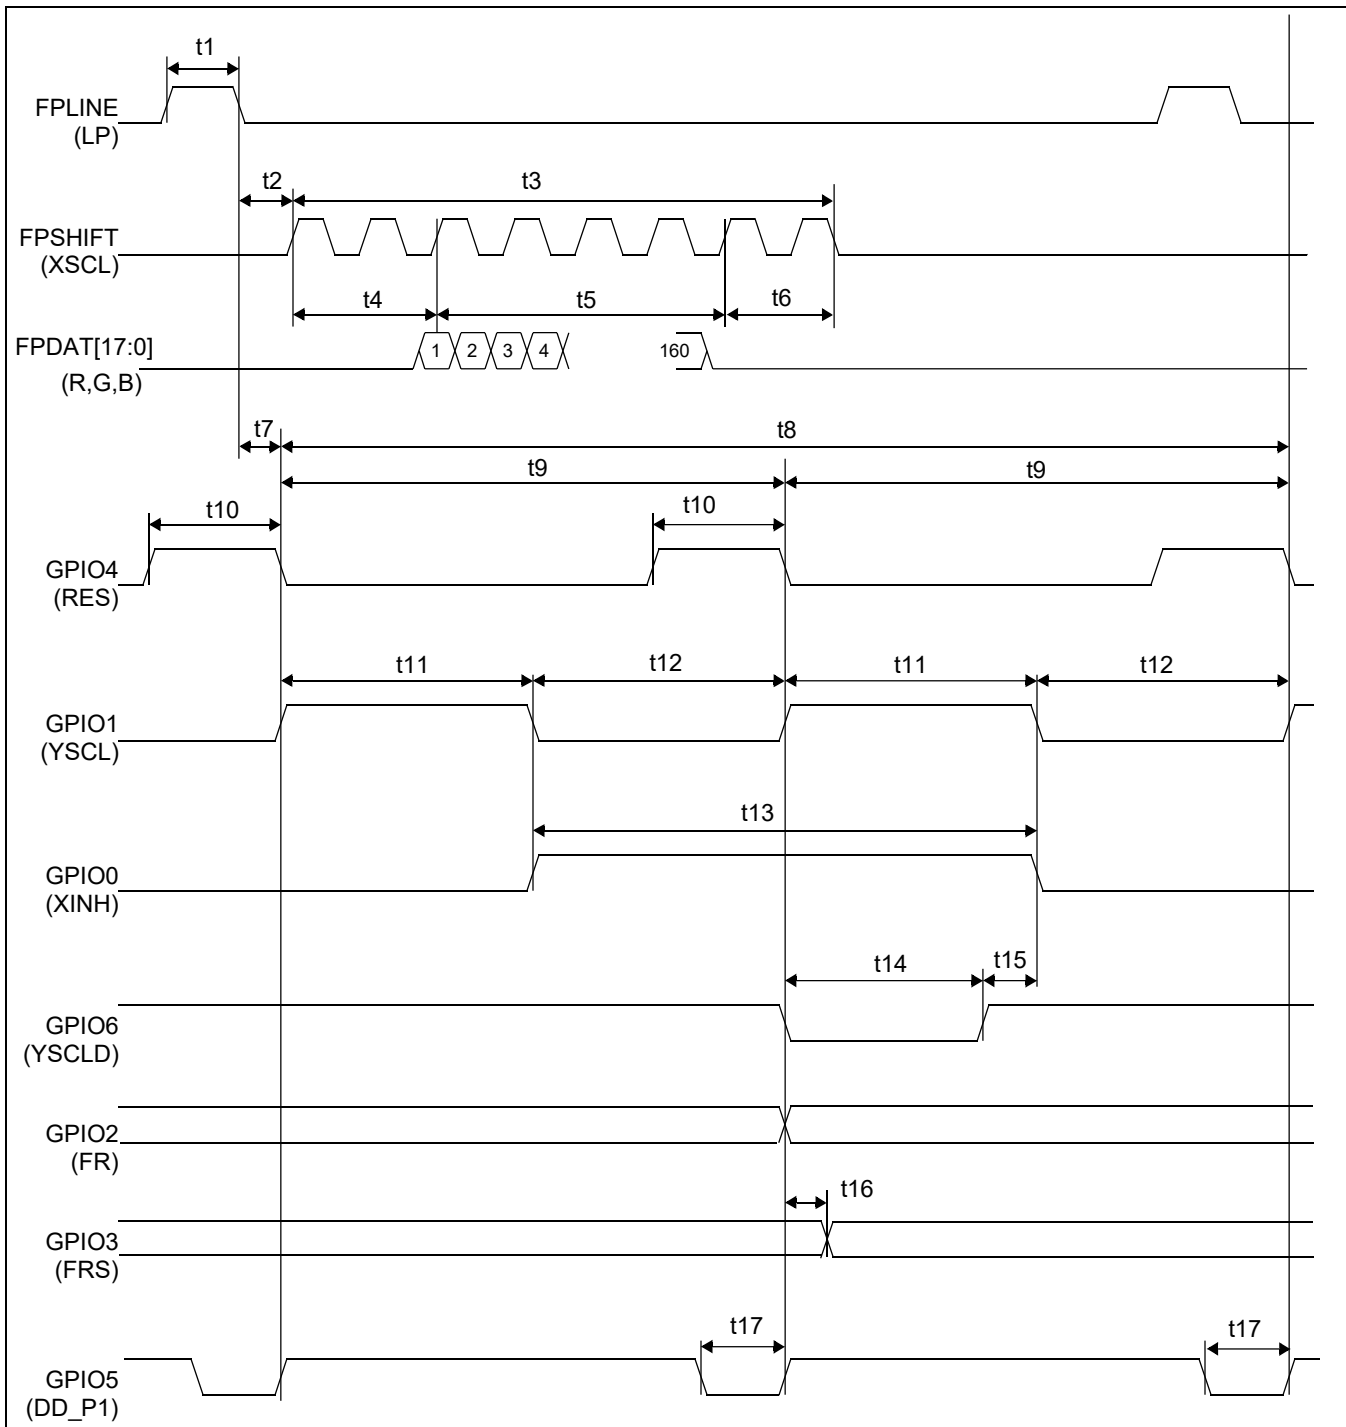 t1
FPLINE
(LP)
t2
t3
FPSHIFT
(XSCL)
t4
t5
t6
FPDAT[17:0]
1 2 3 4 160
(R,G,B)
t7
t8
t9
t9
t10
t10
GPIO4
(RES)
t11
t12
t11
t12
GPIO1
(YSCL)
t13
GPIO0
(XINH)
t14
t15
GPIO6
(YSCLD)
GPIO2
(FR)
t16
GPIO3
(FRS)
t17
t17
GPIO5
(DD_P1)